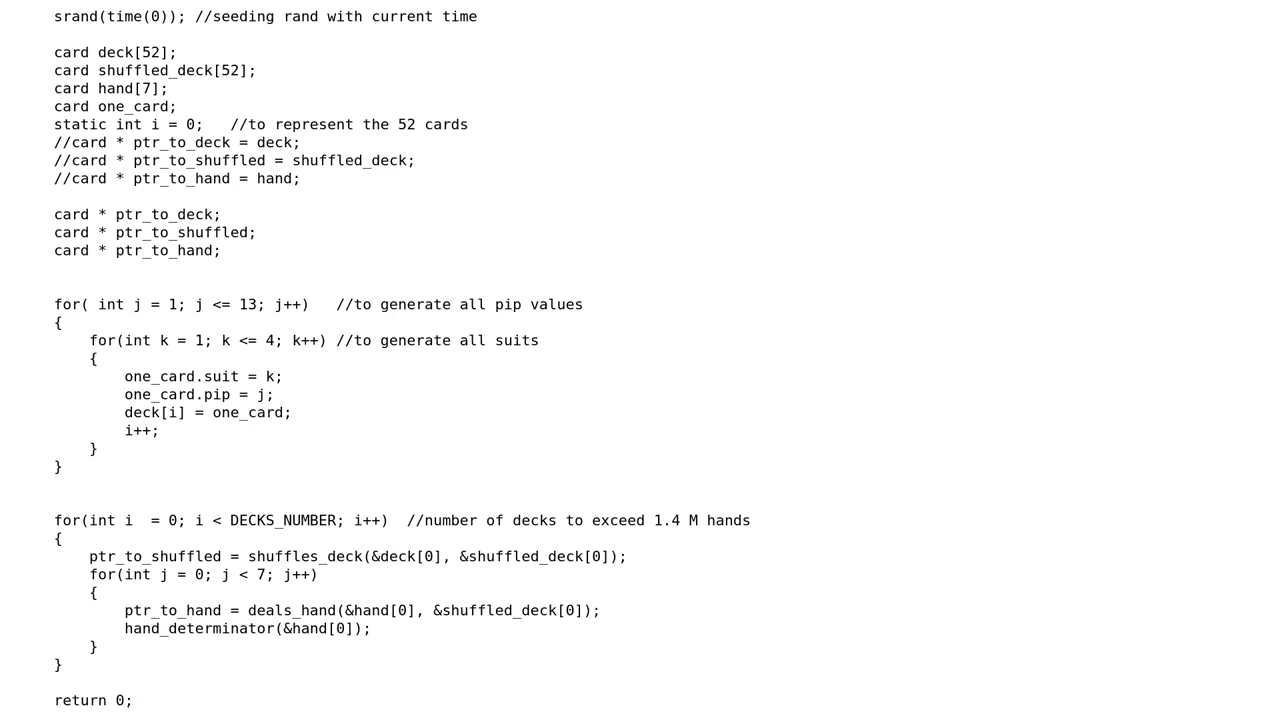 srand(time(0)); //seeding rand with current time
card deck[52];
card shuffled_deck[52];
card hand[7];
card one_card;
static int i = 0;   //to represent the 52 cards
//card * ptr_to_deck = deck;
//card * ptr_to_shuffled = shuffled_deck;
//card * ptr_to_hand = hand;
card * ptr_to_deck;
card * ptr_to_shuffled;
card * ptr_to_hand;
for( int j = 1; j <= 13; j++)   //to generate all pip values
{
    for(int k = 1; k <= 4; k++) //to generate all suits
    {
        one_card.suit = k;
        one_card.pip = j;
        deck[i] = one_card;
        i++;
    }
}
for(int i  = 0; i < DECKS_NUMBER; i++)  //number of decks to exceed 1.4 M hands
{
    ptr_to_shuffled = shuffles_deck(&deck[0], &shuffled_deck[0]);
    for(int j = 0; j < 7; j++)
    {
        ptr_to_hand = deals_hand(&hand[0], &shuffled_deck[0]);
        hand_determinator(&hand[0]);
    }
}
return 0;